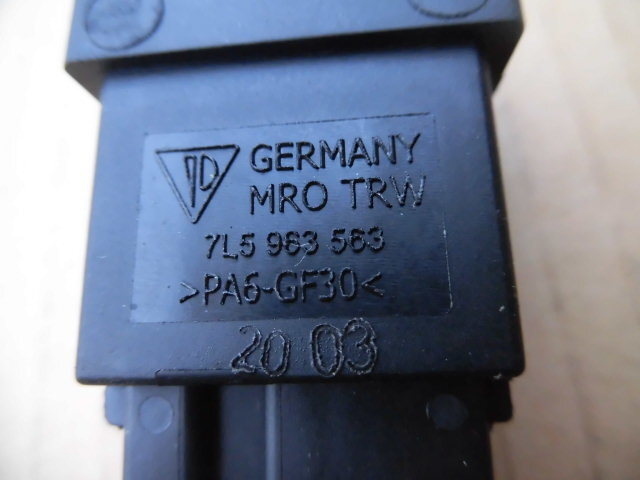 GERMANY
MRO TRW
7L5 963 563
>PA6-GF30<
20 03